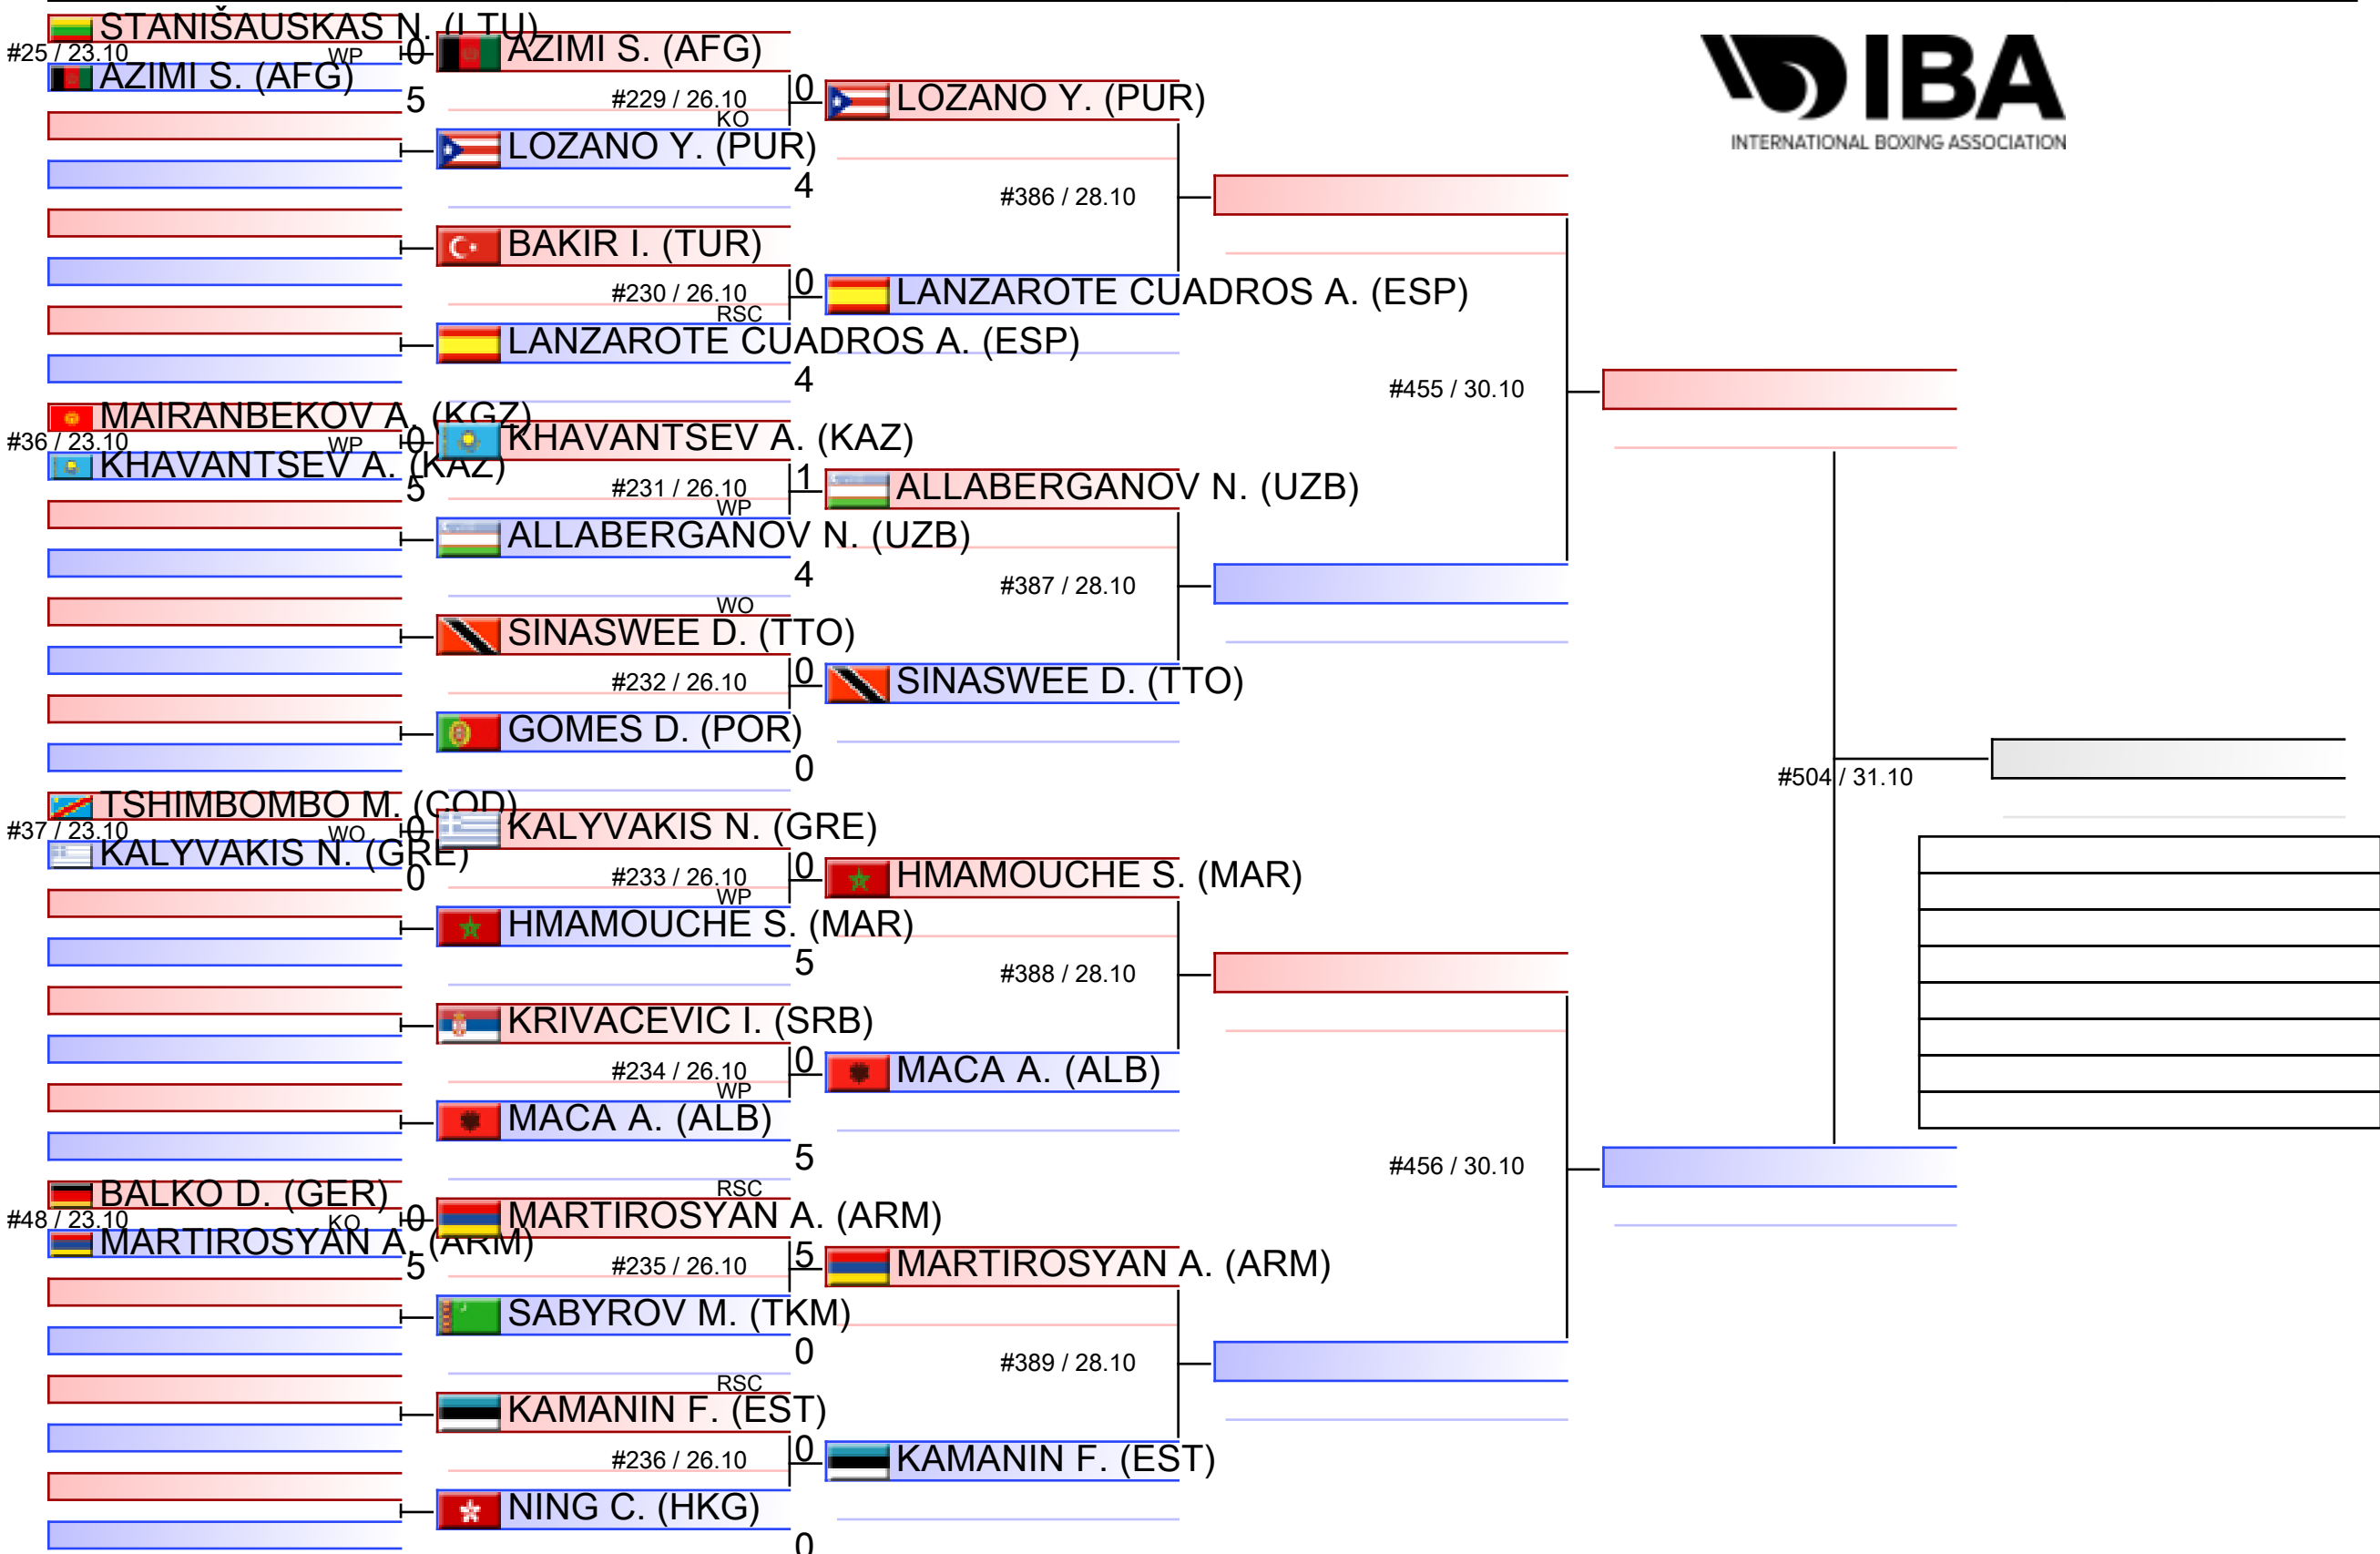 STANIŠAUSKAS N. (LTU)
#25 / 23.10
WP
0
AZIMI S. (AFG)
5
MAIRANBEKOV A. (KGZ)
#36 / 23.10
WP
0
KHAVANTSEV A. (KAZ)
5
TSHIMBOMBO M. (COD)
#37 / 23.10
WO
0
KALYVAKIS N. (GRE)
0
BALKO D. (GER)
#48 / 23.10
KO
0
MARTIROSYAN A. (ARM)
5
AZIMI S. (AFG)
0
#229 / 26.10
KO
LOZANO Y. (PUR)
4
BAKIR I. (TUR)
0
#230 / 26.10
RSC
LANZAROTE CUADROS A. (ESP)
4
KHAVANTSEV A. (KAZ)
1
#231 / 26.10
WP
ALLABERGANOV N. (UZB)
4
WO
SINASWEE D. (TTO)
0
#232 / 26.10
GOMES D. (POR)
0
KALYVAKIS N. (GRE)
0
#233 / 26.10
WP
HMAMOUCHE S. (MAR)
5
KRIVACEVIC I. (SRB)
0
#234 / 26.10
WP
MACA A. (ALB)
5
RSC
MARTIROSYAN A. (ARM)
5
#235 / 26.10
SABYROV M. (TKM)
0
RSC
KAMANIN F. (EST)
0
#236 / 26.10
NING C. (HKG)
0
LOZANO Y. (PUR)
#386 / 28.10
LANZAROTE CUADROS A. (ESP)
ALLABERGANOV N. (UZB)
#387 / 28.10
SINASWEE D. (TTO)
HMAMOUCHE S. (MAR)
#388 / 28.10
MACA A. (ALB)
MARTIROSYAN A. (ARM)
#389 / 28.10
KAMANIN F. (EST)
#455 / 30.10
#456 / 30.10
#504 / 31.10
IBA
INTERNATIONAL BOXING ASSOCIATION